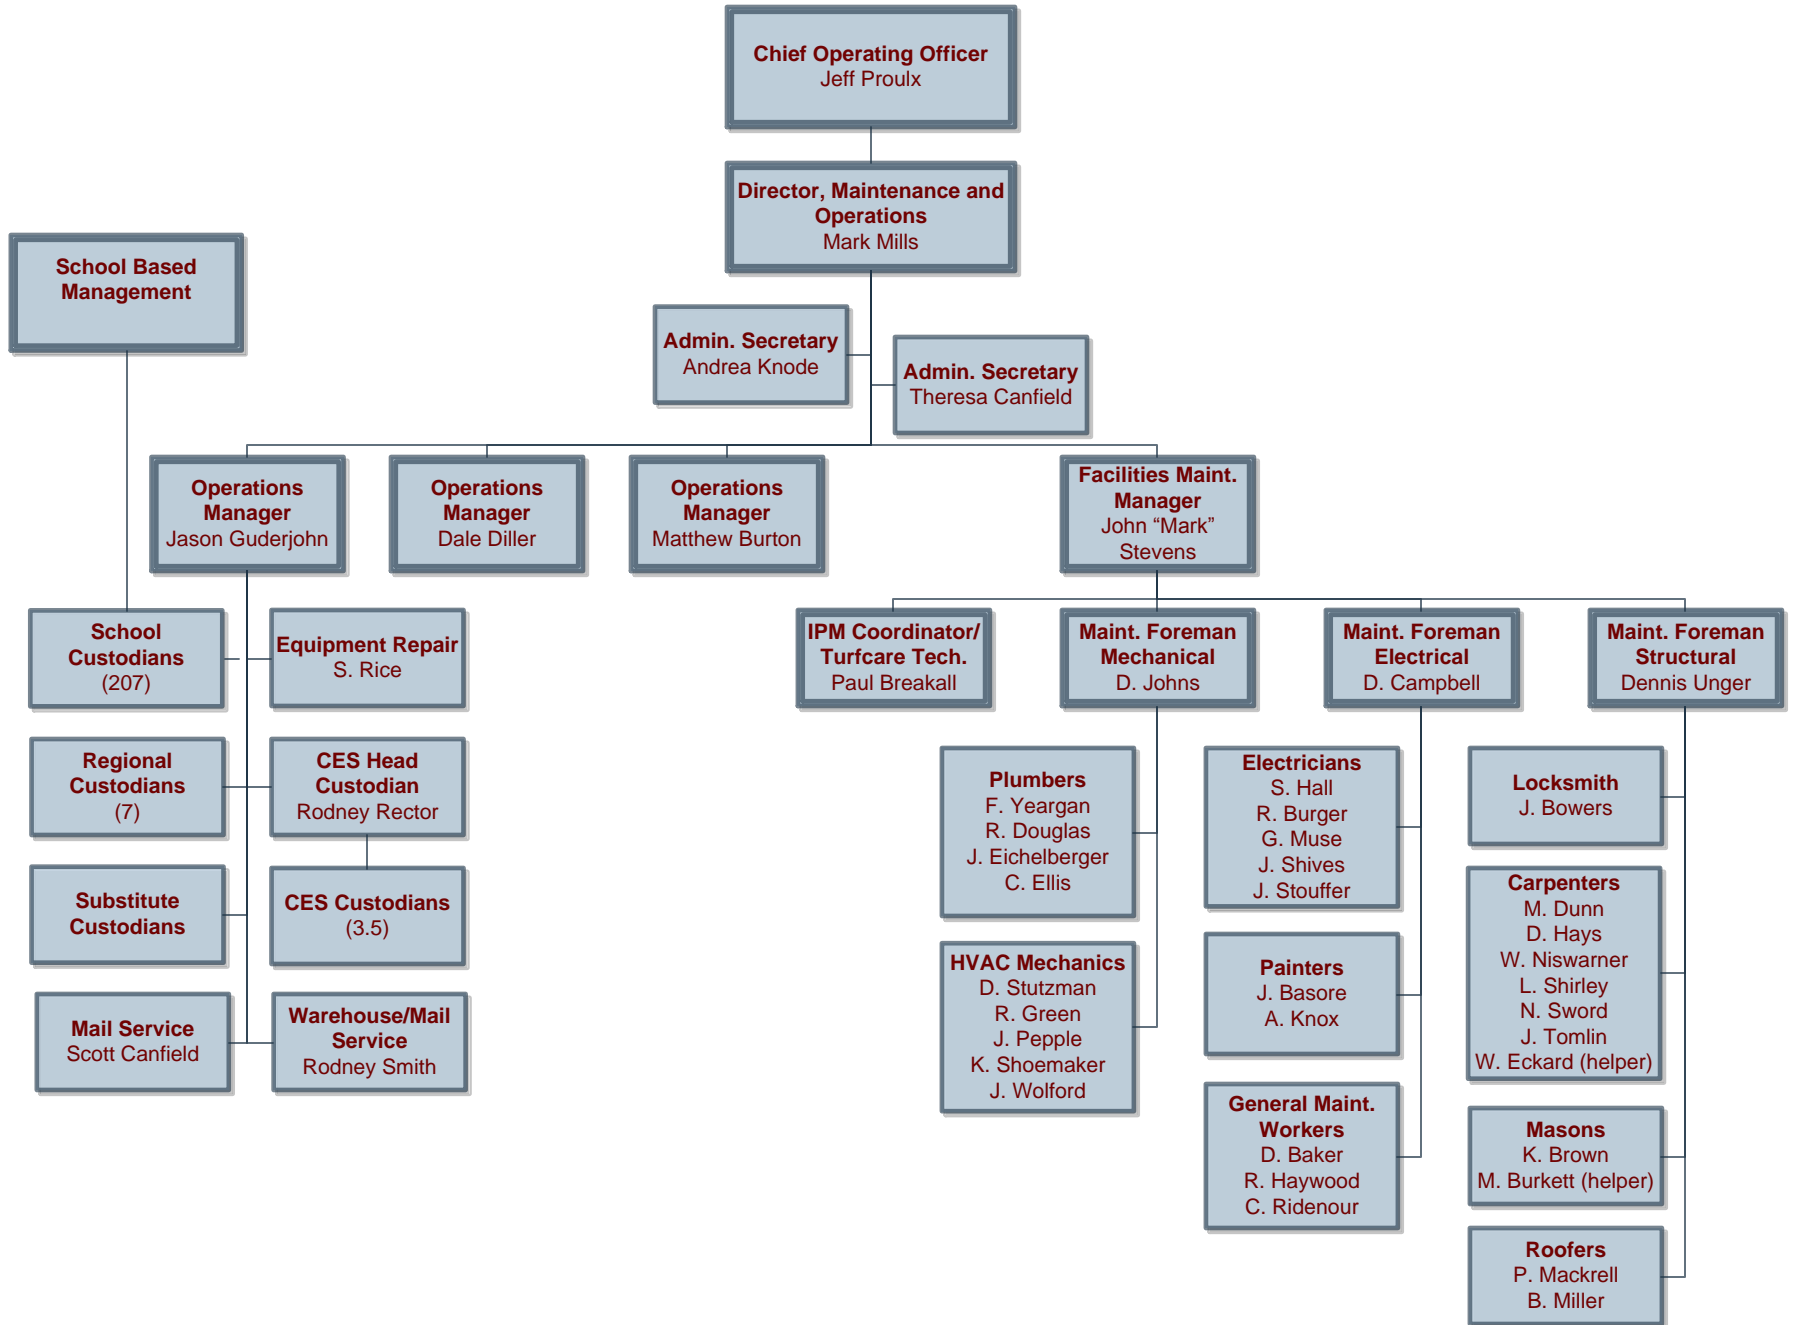 Chief Operating Officer
Jeff Proulx
Director, Maintenance and
Operations
Mark Mills
School Based
Management
Admin. Secretary
Andrea Knode
Admin. Secretary
Theresa Canfield
Operations
Manager
Jason Guderjohn
Operations
Manager
Dale Diller
Operations
Manager
Matthew Burton
Facilities Maint.
Manager
John “Mark”
Stevens
School
Custodians
(207)
Equipment Repair
S. Rice
Regional
Custodians
(7)
CES Head
Custodian
Rodney Rector
Substitute
Custodians
CES Custodians
(3.5)
Mail Service
Scott Canfield
Warehouse/Mail
Service
Rodney Smith
IPM Coordinator/
Turfcare Tech.
Paul Breakall
Maint. Foreman
Mechanical
D. Johns
Maint. Foreman
Electrical
D. Campbell
Maint. Foreman
Structural
Dennis Unger
Plumbers
F. Yeargan
R. Douglas
J. Eichelberger
C. Ellis
HVAC Mechanics
D. Stutzman
R. Green
J. Pepple
K. Shoemaker
J. Wolford
Electricians
S. Hall
R. Burger
G. Muse
J. Shives
J. Stouffer
Painters
J. Basore
A. Knox
General Maint.
Workers
D. Baker
R. Haywood
C. Ridenour
Locksmith
J. Bowers
Carpenters
M. Dunn
D. Hays
W. Niswarner
L. Shirley
N. Sword
J. Tomlin
W. Eckard (helper)
Masons
K. Brown
M. Burkett (helper)
Roofers
P. Mackrell
B. Miller